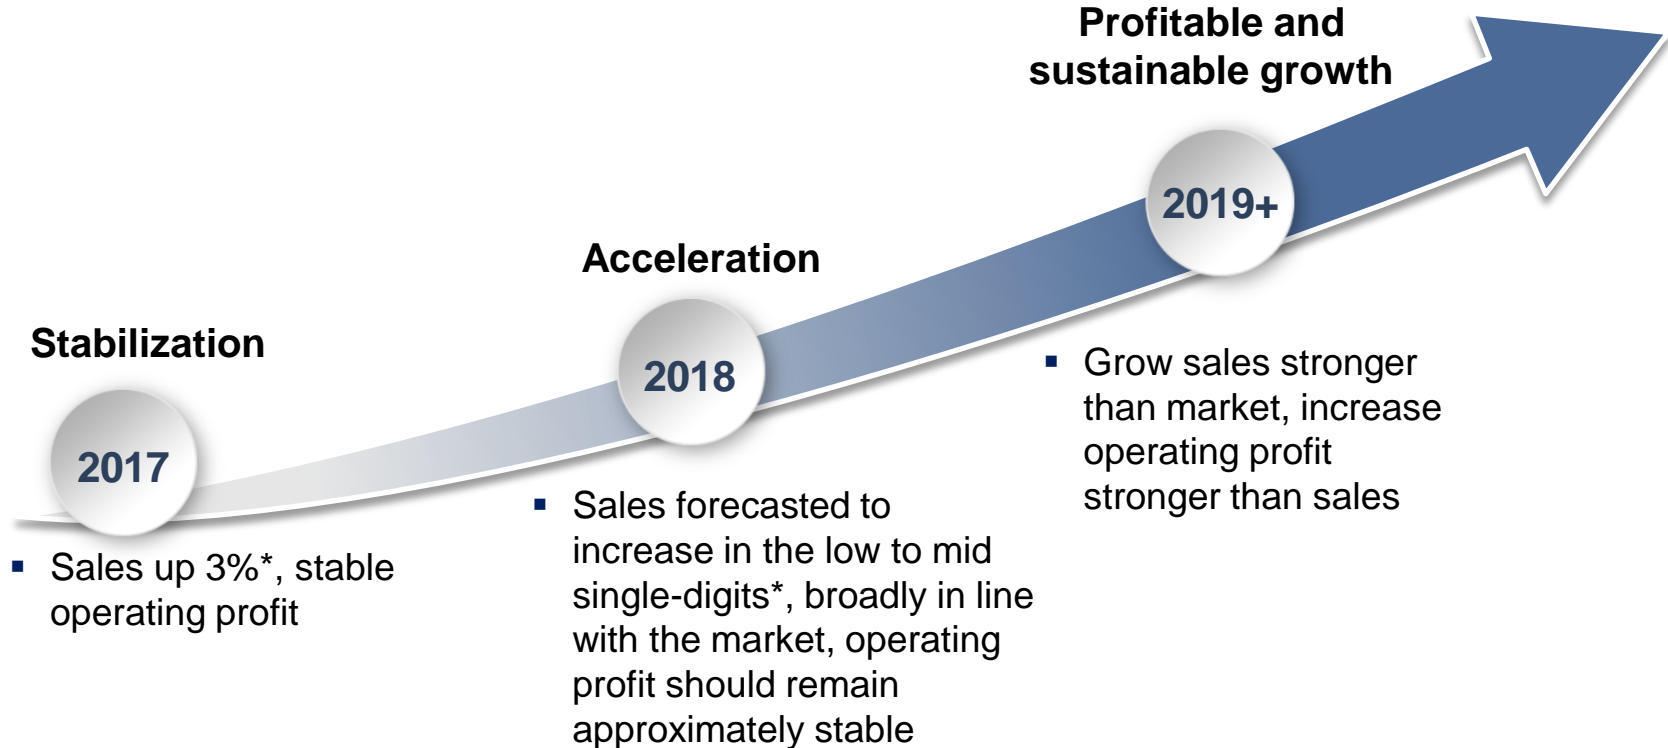 Stabilization
2017
▪ Sales up 3%*, stable
operating profit
Acceleration
2018
▪ Sales forecasted to
increase in the low to mid
single-digits*, broadly in line
with the market, operating
profit should remain
approximately stable
Profitable and
sustainable growth
2019+
▪ Grow sales stronger
than market, increase
operating profit
stronger than sales